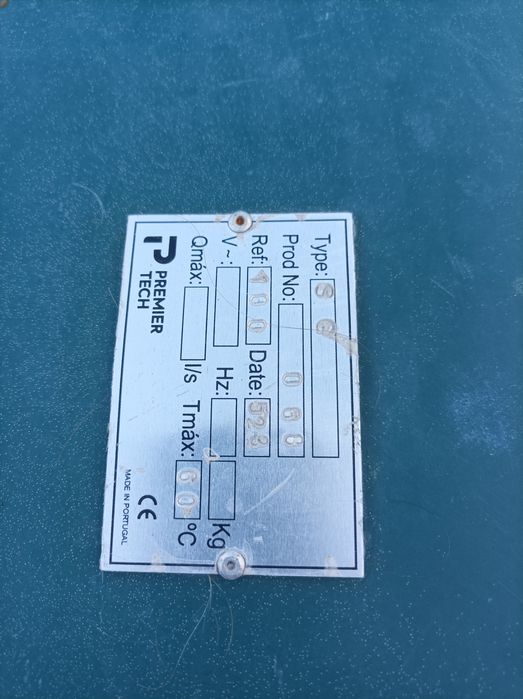 Type: S C
Prod No: 068
Ref: 100 Date: 523
V ~: Hz: Kg
Qmáx: l/s Tmáx: 60 ºC
PREMIER
TECH
CE
MADE IN PORTUGAL